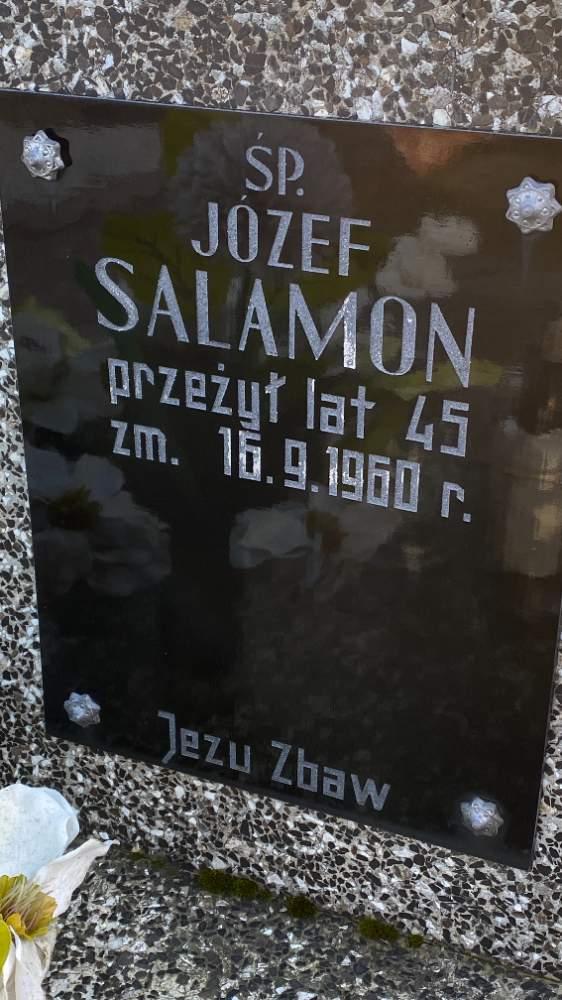 ŚP.
JÓZEF
SALAMON
przeżył lat 45
zm. 16.9.1960 r.
Jezu Zbaw